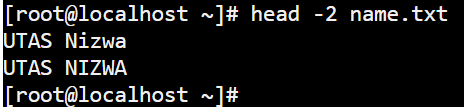 [root@localhost ~]# head -2 name.txt
UTAS Nizwa
UTAS NIZWA
[root@localhost ~]#